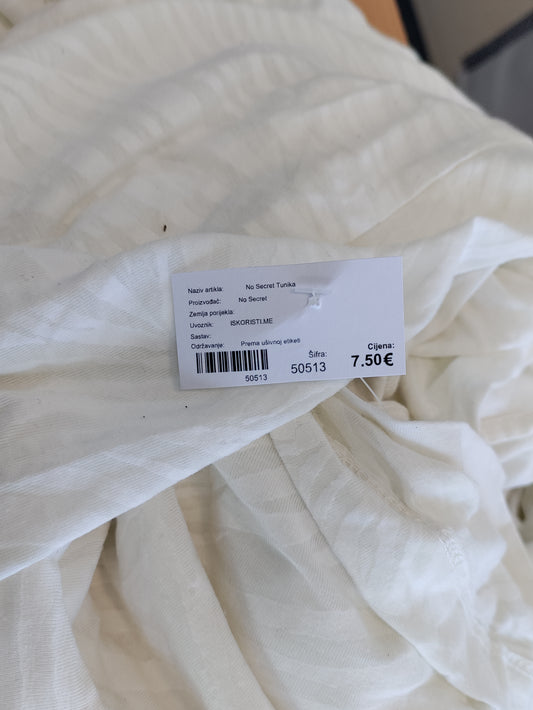 Naziv artikla: No Secret Tunika
Proizvođač: No Secret
Zemlja porijekla:
Uvoznik: ISKORISTI.ME
Sastav:
Održavanje: Prema ušivnoj etiketi
50513
Šifra:
50513
Cijena:
7.50€